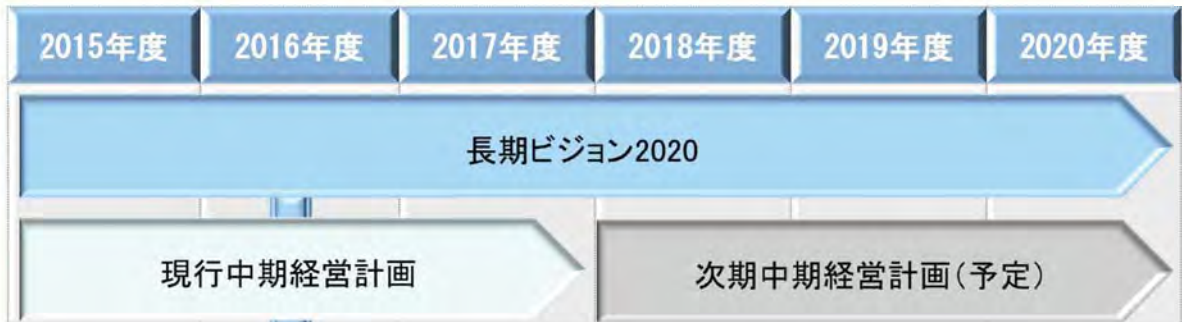 2015年度 2016年度 2017年度 2018年度 2019年度 2020年度
長期ビジョン2020
現行中期経営計画 次期中期経営計画(予定)